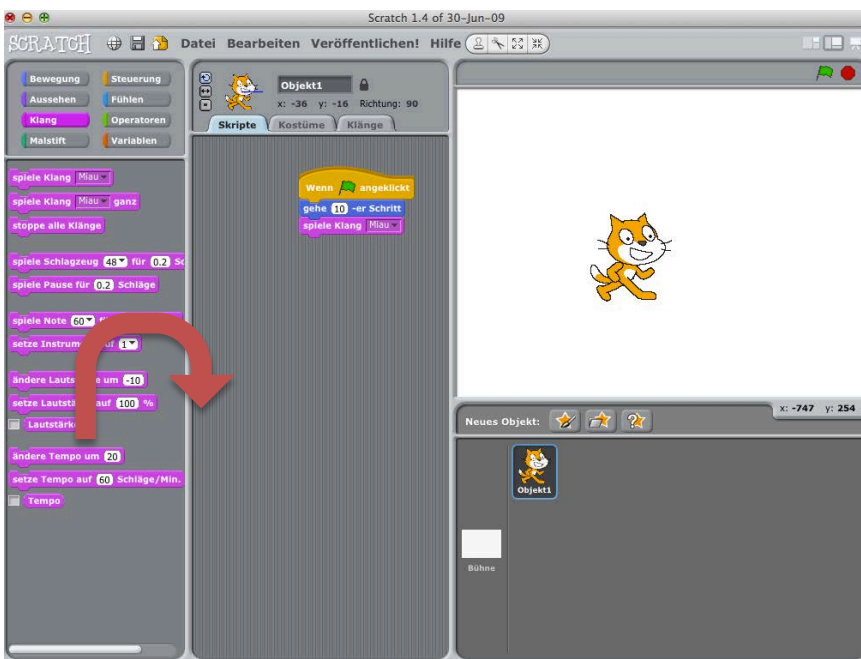 Scratch 1.4 of 30-Jun-09
SCRATCH Datei Bearbeiten Veröffentlichen! Hilfe
Bewegung Steuerung
Aussehen Fühlen
Klang Operatoren
Malstift Variablen
Objekt1
x: -36 y: -16 Richtung: 90
Skripte Kostüme Klänge
spiele Klang Miau
spiele Klang Miau ganz
stoppe alle Klänge
spiele Schlagzeug 48 für 0.2 Sc
spiele Pause für 0.2 Schläge
spiele Note 60
setze auf 1
ändere um -10
setze auf 100 %
ändere Tempo um 20
setze Tempo auf 60 Schläge/Min.
Tempo
Wenn angeklickt
gehe 10 -er Schritt
spiele Klang Miau
x: -747 y: 254
Neues Objekt:
Objekt1
Bühne